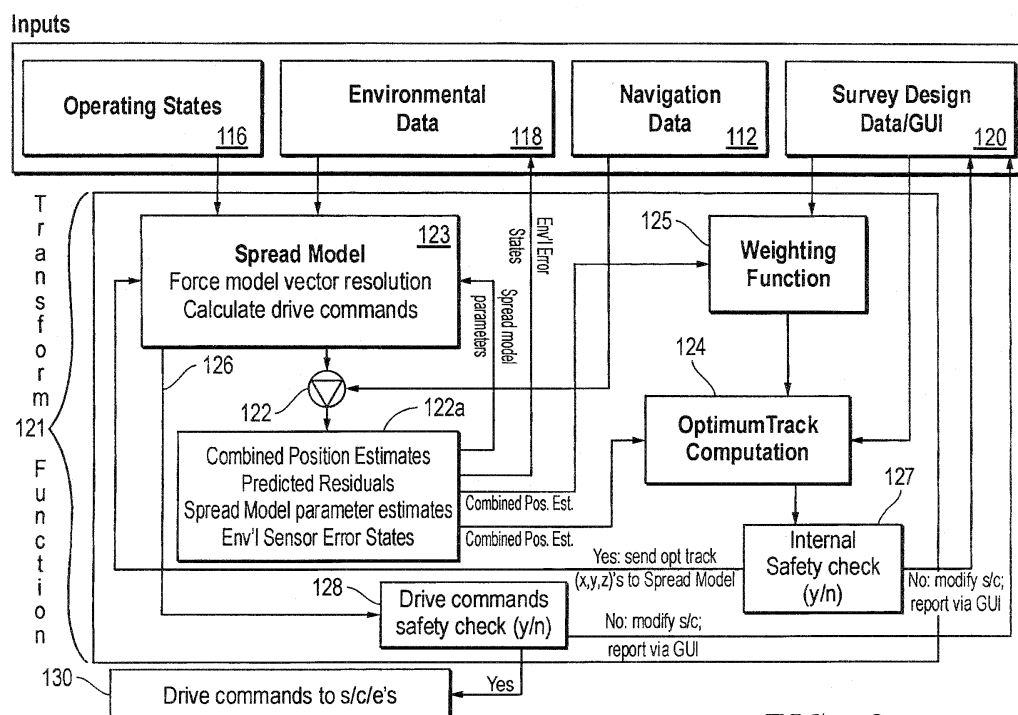 Inputs
Operating States
116
Environmental
Data
118
Navigation
Data
112
Survey Design
Data/GUI
120
Transform
121
Function
Spread Model
123
Force model vector resolution
Calculate drive commands
Spread model
parameters
Env'l Error
States
125
Weighting
Function
126
122
122a
124
OptimumTrack
Computation
Combined Position Estimates
Predicted Residuals
Spread Model parameter estimates
Env'l Sensor Error States
Combined Pos. Est.
Combined Pos. Est.
127
Internal
Safety check
(y/n)
Yes: send opt track
(x,y,z)'s to Spread Model
No: modify s/c;
report via GUI
128
Drive commands
safety check (y/n)
No: modify s/c;
report via GUI
130
Drive commands to s/c/e's
Yes